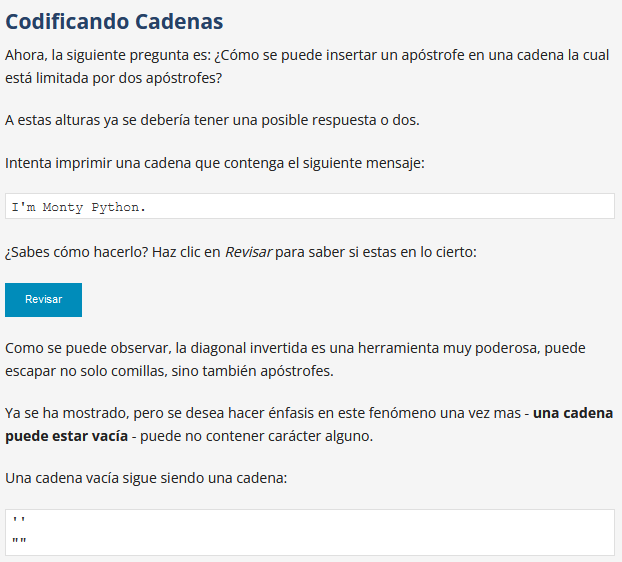 Codificando Cadenas
Ahora, la siguiente pregunta es: ¿Cómo se puede insertar un apóstrofe en una cadena la cual
está limitada por dos apóstrofes?
A estas alturas ya se debería tener una posible respuesta o dos.
Intenta imprimir una cadena que contenga el siguiente mensaje:
I'm Monty Python.
¿Sabes cómo hacerlo? Haz clic en Revisar para saber si estas en lo cierto:
Revisar
Como se puede observar, la diagonal invertida es una herramienta muy poderosa, puede
escapar no solo comillas, sino también apóstrofes.
Ya se ha mostrado, pero se desea hacer énfasis en este fenómeno una vez mas - una cadena
puede estar vacía - puede no contener carácter alguno.
Una cadena vacía sigue siendo una cadena:
''
""